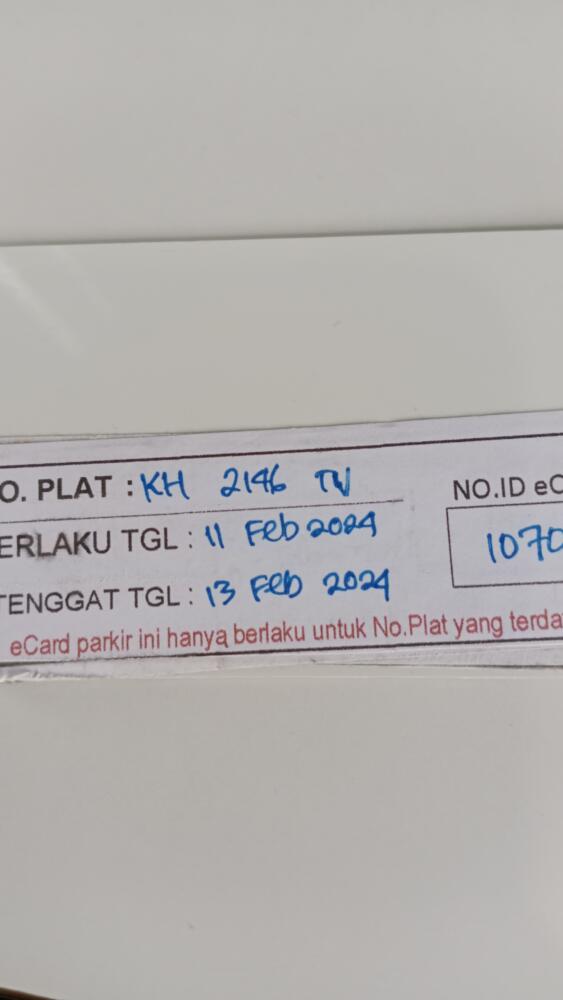 O. PLAT : KH 2146 TV
NO.ID eC
ERLAKU TGL : 11 Feb 2024
1070
TENGGAT TGL : 13 Feb 2024
eCard parkir ini hanya berlaku untuk No.Plat yang terda